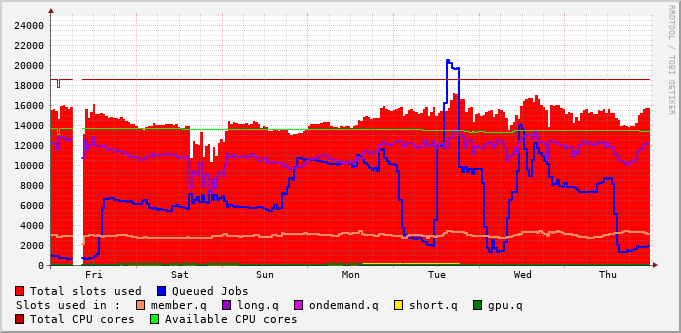 RRDTOOL / TOBI OETIKER
24000
22000
20000
18000
16000
14000
12000
10000
8000
6000
4000
2000
0
Fri Sat Sun Mon Tue Wed Thu
Total slots used Queued Jobs
Slots used in : member.q long.q ondemand.q short.q gpu.q
Total CPU cores Available CPU cores